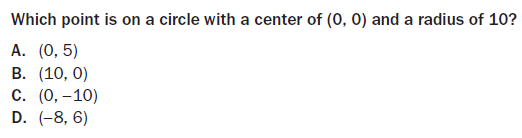 Which point is on a circle with a center of (0, 0) and a radius of 10?
A. (0, 5)
B. (10, 0)
C. (0, –10)
D. (–8, 6)